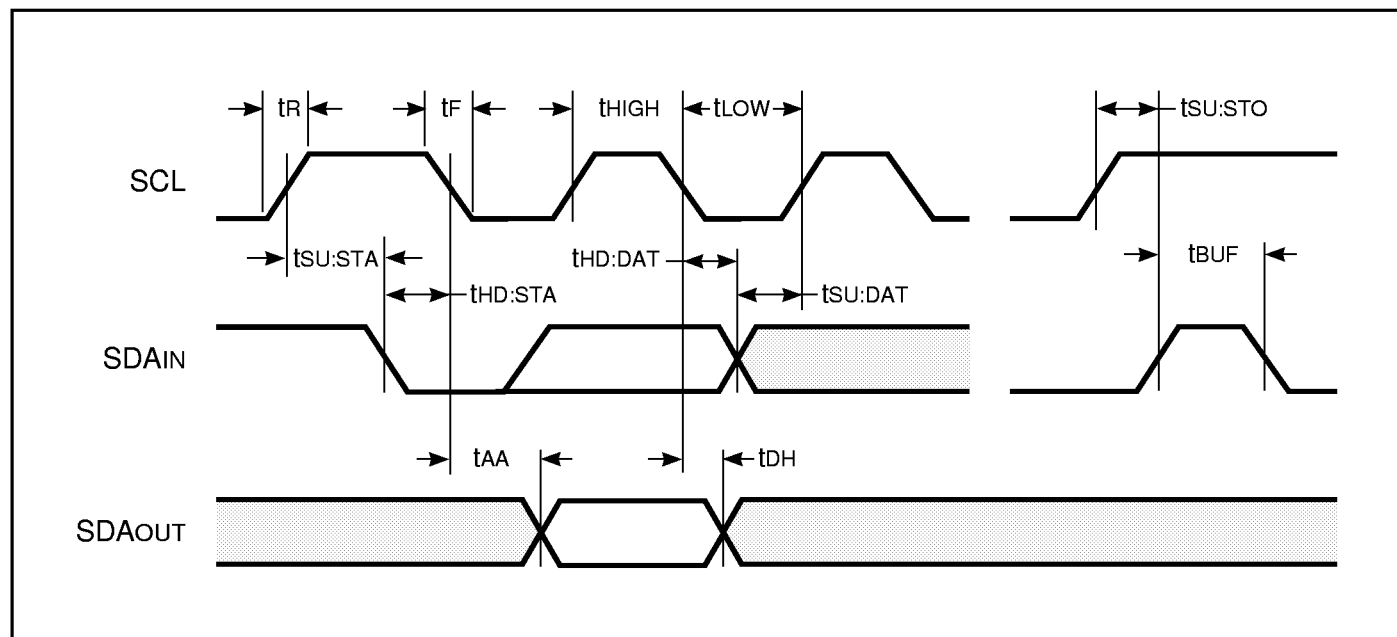 tR
tF
tHIGH
tLOW
tSU:STO
SCL
tSU:STA
tHD:DAT
tBUF
tHD:STA
tSU:DAT
SDAIN
tAA
tDH
SDAOUT